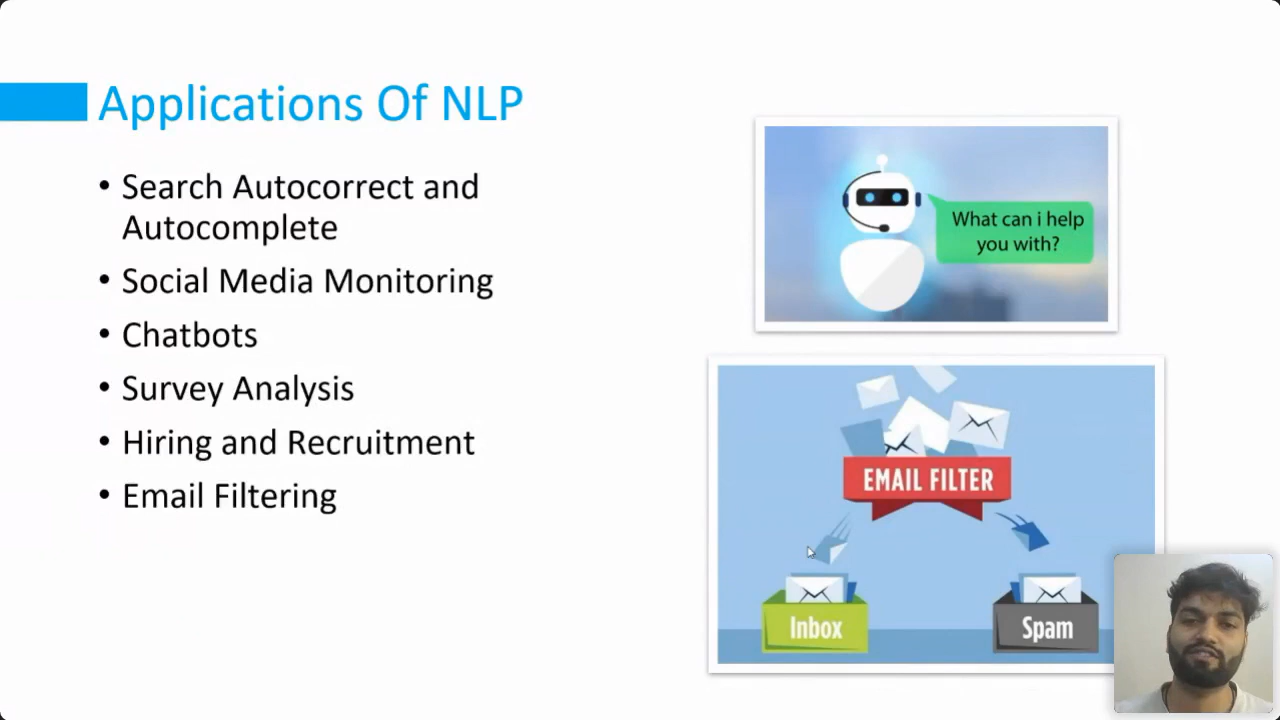 Applications Of NLP
• Search Autocorrect and
Autocomplete
• Social Media Monitoring
• Chatbots
• Survey Analysis
• Hiring and Recruitment
• Email Filtering
What can i help
you with?
EMAIL FILTER
Inbox
Spam